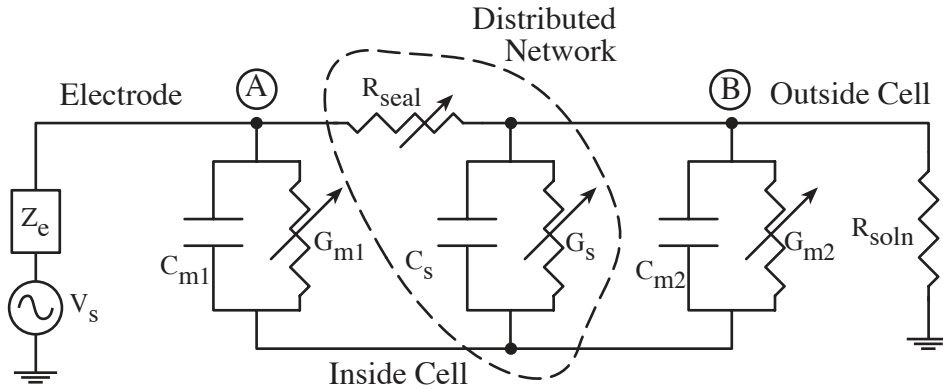 Distributed
Network
Electrode
A
R_seal
B
Outside Cell
Z_e
V_s
C_m1
G_m1
C_s
G_s
C_m2
G_m2
R_soln
Inside Cell